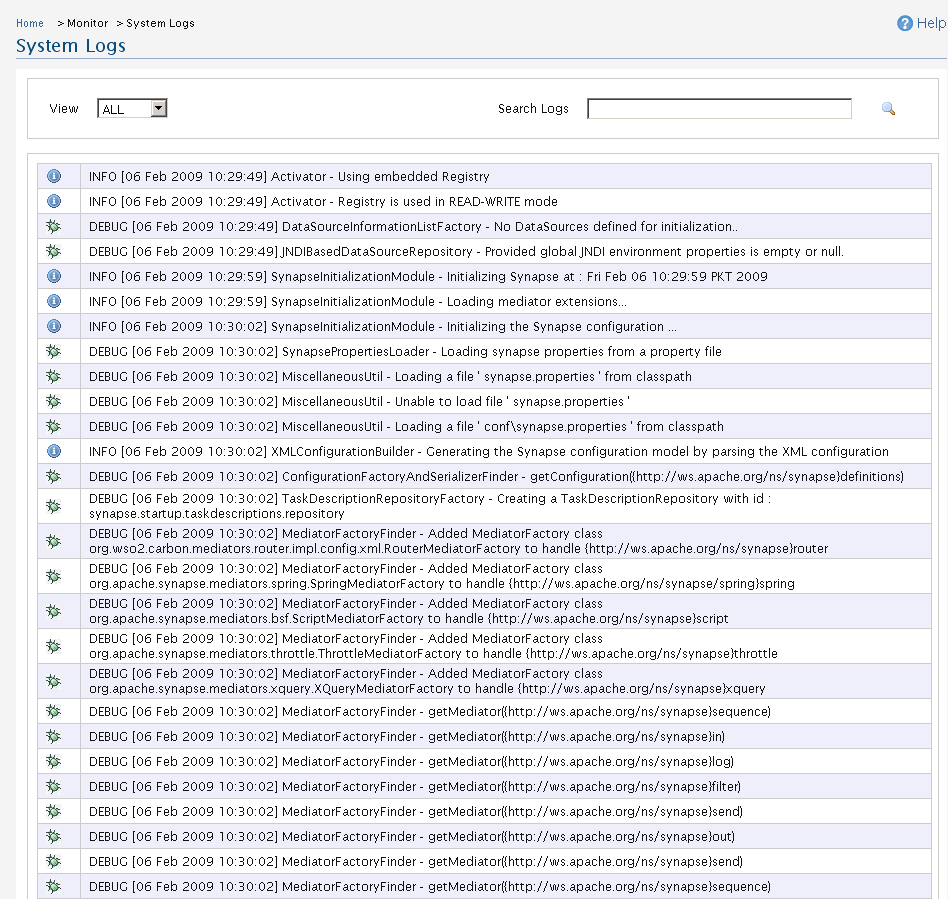 Home > Monitor > System Logs
Help
System Logs
View ALL Search Logs
INFO [06 Feb 2009 10:29:49] Activator - Using embedded Registry
INFO [06 Feb 2009 10:29:49] Activator - Registry is used in READ-WRITE mode
DEBUG [06 Feb 2009 10:29:49] DataSourceInformationListFactory - No DataSources defined for initialization..
DEBUG [06 Feb 2009 10:29:49] JNDIBasedDataSourceRepository - Provided global JNDI environment properties is empty or null.
INFO [06 Feb 2009 10:29:59] SynapseInitializationModule - Initializing Synapse at : Fri Feb 06 10:29:59 PKT 2009
INFO [06 Feb 2009 10:29:59] SynapseInitializationModule - Loading mediator extensions...
INFO [06 Feb 2009 10:30:02] SynapseInitializationModule - Initializing the Synapse configuration ...
DEBUG [06 Feb 2009 10:30:02] SynapsePropertiesLoader - Loading synapse properties from a property file
DEBUG [06 Feb 2009 10:30:02] MiscellaneousUtil - Loading a file ' synapse.properties ' from classpath
DEBUG [06 Feb 2009 10:30:02] MiscellaneousUtil - Unable to load file ' synapse.properties '
DEBUG [06 Feb 2009 10:30:02] MiscellaneousUtil - Loading a file ' conf\synapse.properties ' from classpath
INFO [06 Feb 2009 10:30:02] XMLConfigurationBuilder - Generating the Synapse configuration model by parsing the XML configuration
DEBUG [06 Feb 2009 10:30:02] ConfigurationFactoryAndSerializerFinder - getConfiguration({http://ws.apache.org/ns/synapse}definitions)
DEBUG [06 Feb 2009 10:30:02] TaskDescriptionRepositoryFactory - Creating a TaskDescriptionRepository with id :
synapse.startup.taskdescriptions.repository
DEBUG [06 Feb 2009 10:30:02] MediatorFactoryFinder - Added MediatorFactory class
org.wso2.carbon.mediators.router.impl.config.xml.RouterMediatorFactory to handle {http://ws.apache.org/ns/synapse}router
DEBUG [06 Feb 2009 10:30:02] MediatorFactoryFinder - Added MediatorFactory class
org.apache.synapse.mediators.spring.SpringMediatorFactory to handle {http://ws.apache.org/ns/synapse/spring}spring
DEBUG [06 Feb 2009 10:30:02] MediatorFactoryFinder - Added MediatorFactory class
org.apache.synapse.mediators.bsf.ScriptMediatorFactory to handle {http://ws.apache.org/ns/synapse}script
DEBUG [06 Feb 2009 10:30:02] MediatorFactoryFinder - Added MediatorFactory class
org.apache.synapse.mediators.throttle.ThrottleMediatorFactory to handle {http://ws.apache.org/ns/synapse}throttle
DEBUG [06 Feb 2009 10:30:02] MediatorFactoryFinder - Added MediatorFactory class
org.apache.synapse.mediators.xquery.XQueryMediatorFactory to handle {http://ws.apache.org/ns/synapse}xquery
DEBUG [06 Feb 2009 10:30:02] MediatorFactoryFinder - getMediator({http://ws.apache.org/ns/synapse}sequence)
DEBUG [06 Feb 2009 10:30:02] MediatorFactoryFinder - getMediator({http://ws.apache.org/ns/synapse}in)
DEBUG [06 Feb 2009 10:30:02] MediatorFactoryFinder - getMediator({http://ws.apache.org/ns/synapse}log)
DEBUG [06 Feb 2009 10:30:02] MediatorFactoryFinder - getMediator({http://ws.apache.org/ns/synapse}filter)
DEBUG [06 Feb 2009 10:30:02] MediatorFactoryFinder - getMediator({http://ws.apache.org/ns/synapse}send)
DEBUG [06 Feb 2009 10:30:02] MediatorFactoryFinder - getMediator({http://ws.apache.org/ns/synapse}out)
DEBUG [06 Feb 2009 10:30:02] MediatorFactoryFinder - getMediator({http://ws.apache.org/ns/synapse}send)
DEBUG [06 Feb 2009 10:30:02] MediatorFactoryFinder - getMediator({http://ws.apache.org/ns/synapse}sequence)